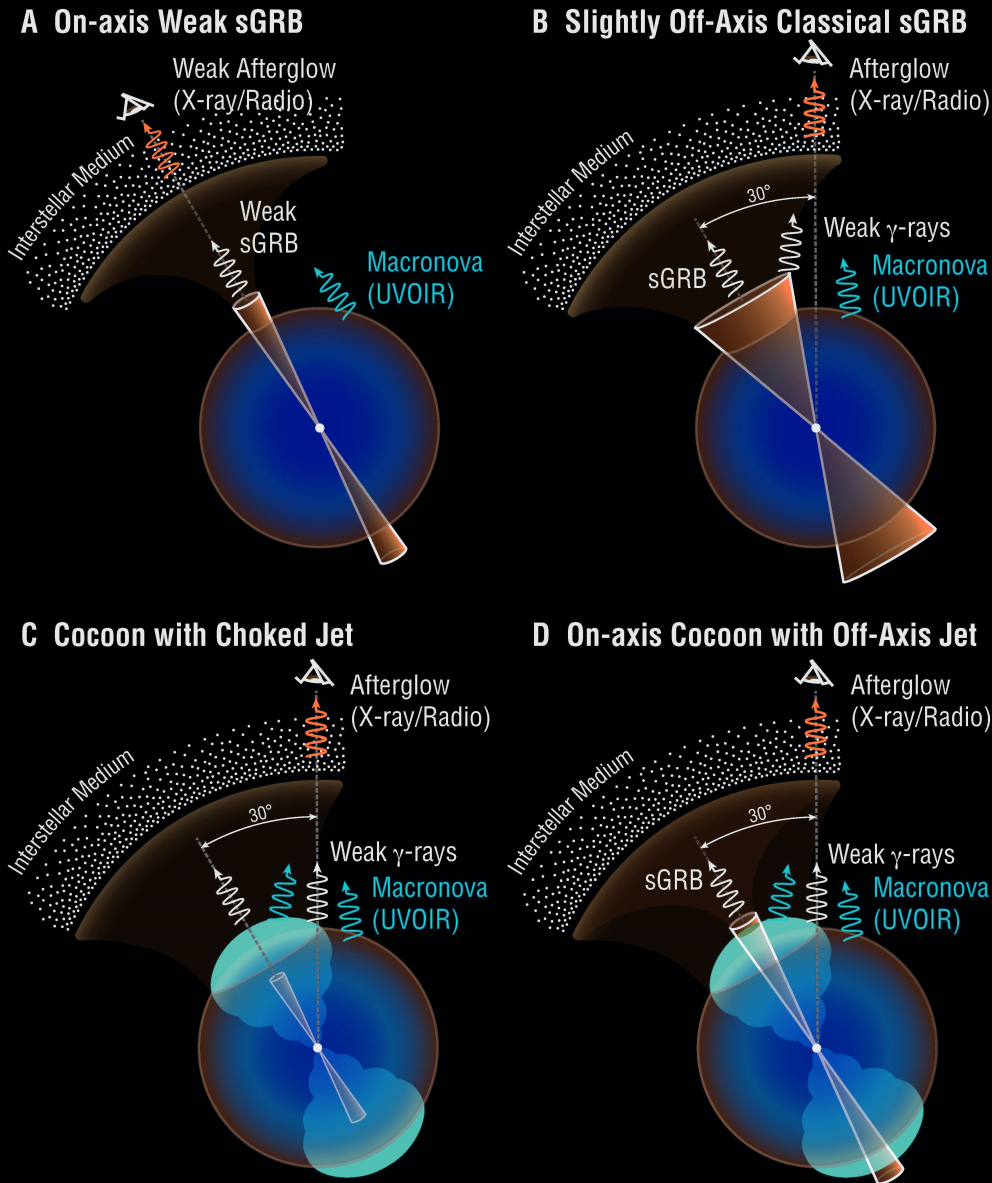 A On-axis Weak sGRB
Weak Afterglow
(X-ray/Radio)
Interstellar Medium
Weak
sGRB
Macronova
(UVOIR)
B Slightly Off-Axis Classical sGRB
Afterglow
(X-ray/Radio)
Interstellar Medium
30°
Weak γ-rays
sGRB
Macronova
(UVOIR)
C Cocoon with Choked Jet
Afterglow
(X-ray/Radio)
Interstellar Medium
30°
Weak γ-rays
Macronova
(UVOIR)
D On-axis Cocoon with Off-Axis Jet
Afterglow
(X-ray/Radio)
Interstellar Medium
30°
Weak γ-rays
sGRB
Macronova
(UVOIR)